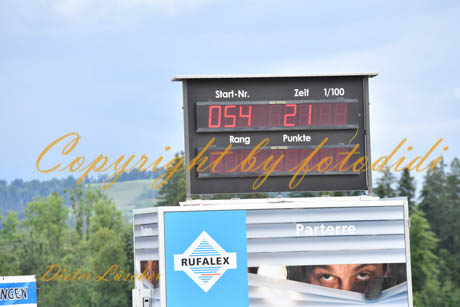 Start-Nr. Zeit 1/100
054 21
Rang Punkte
Copyright by fotodidi
Parterre
RUFALEX